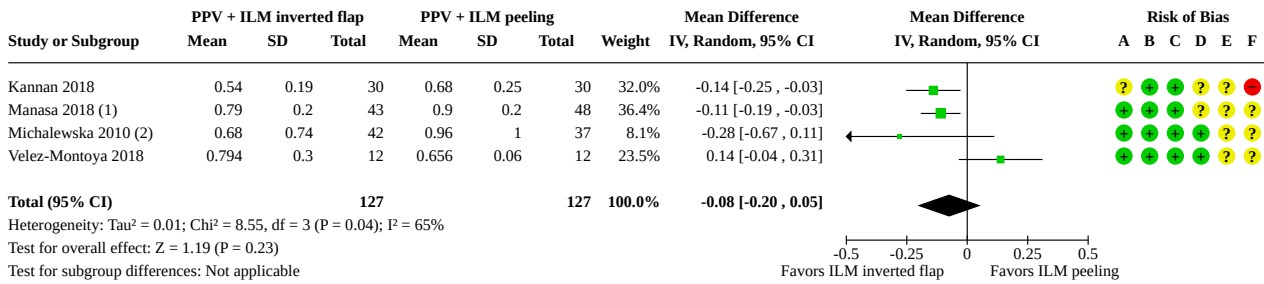 PPV + ILM inverted flap PPV + ILM peeling Mean Difference Mean Difference Risk of Bias
Study or Subgroup Mean SD Total Mean SD Total Weight IV, Random, 95% CI IV, Random, 95% CI A B C D E F
Kannan 2018 0.54 0.19 30 0.68 0.25 30 32.0% -0.14 [-0.25 , -0.03] ? + + ? ? −
Manasa 2018 (1) 0.79 0.2 43 0.9 0.2 48 36.4% -0.11 [-0.19 , -0.03] + + + ? ? ?
Michalewska 2010 (2) 0.68 0.74 42 0.96 1 37 8.1% -0.28 [-0.67 , 0.11] + + + + ? ?
Velez-Montoya 2018 0.794 0.3 12 0.656 0.06 12 23.5% 0.14 [-0.04 , 0.31] + + + + ? ?
Total (95% CI) 127 127 100.0% -0.08 [-0.20 , 0.05]
Heterogeneity: Tau² = 0.01; Chi² = 8.55, df = 3 (P = 0.04); I² = 65%
Test for overall effect: Z = 1.19 (P = 0.23)
-0.5 -0.25 0 0.25 0.5
Test for subgroup differences: Not applicable Favors ILM inverted flap Favors ILM peeling